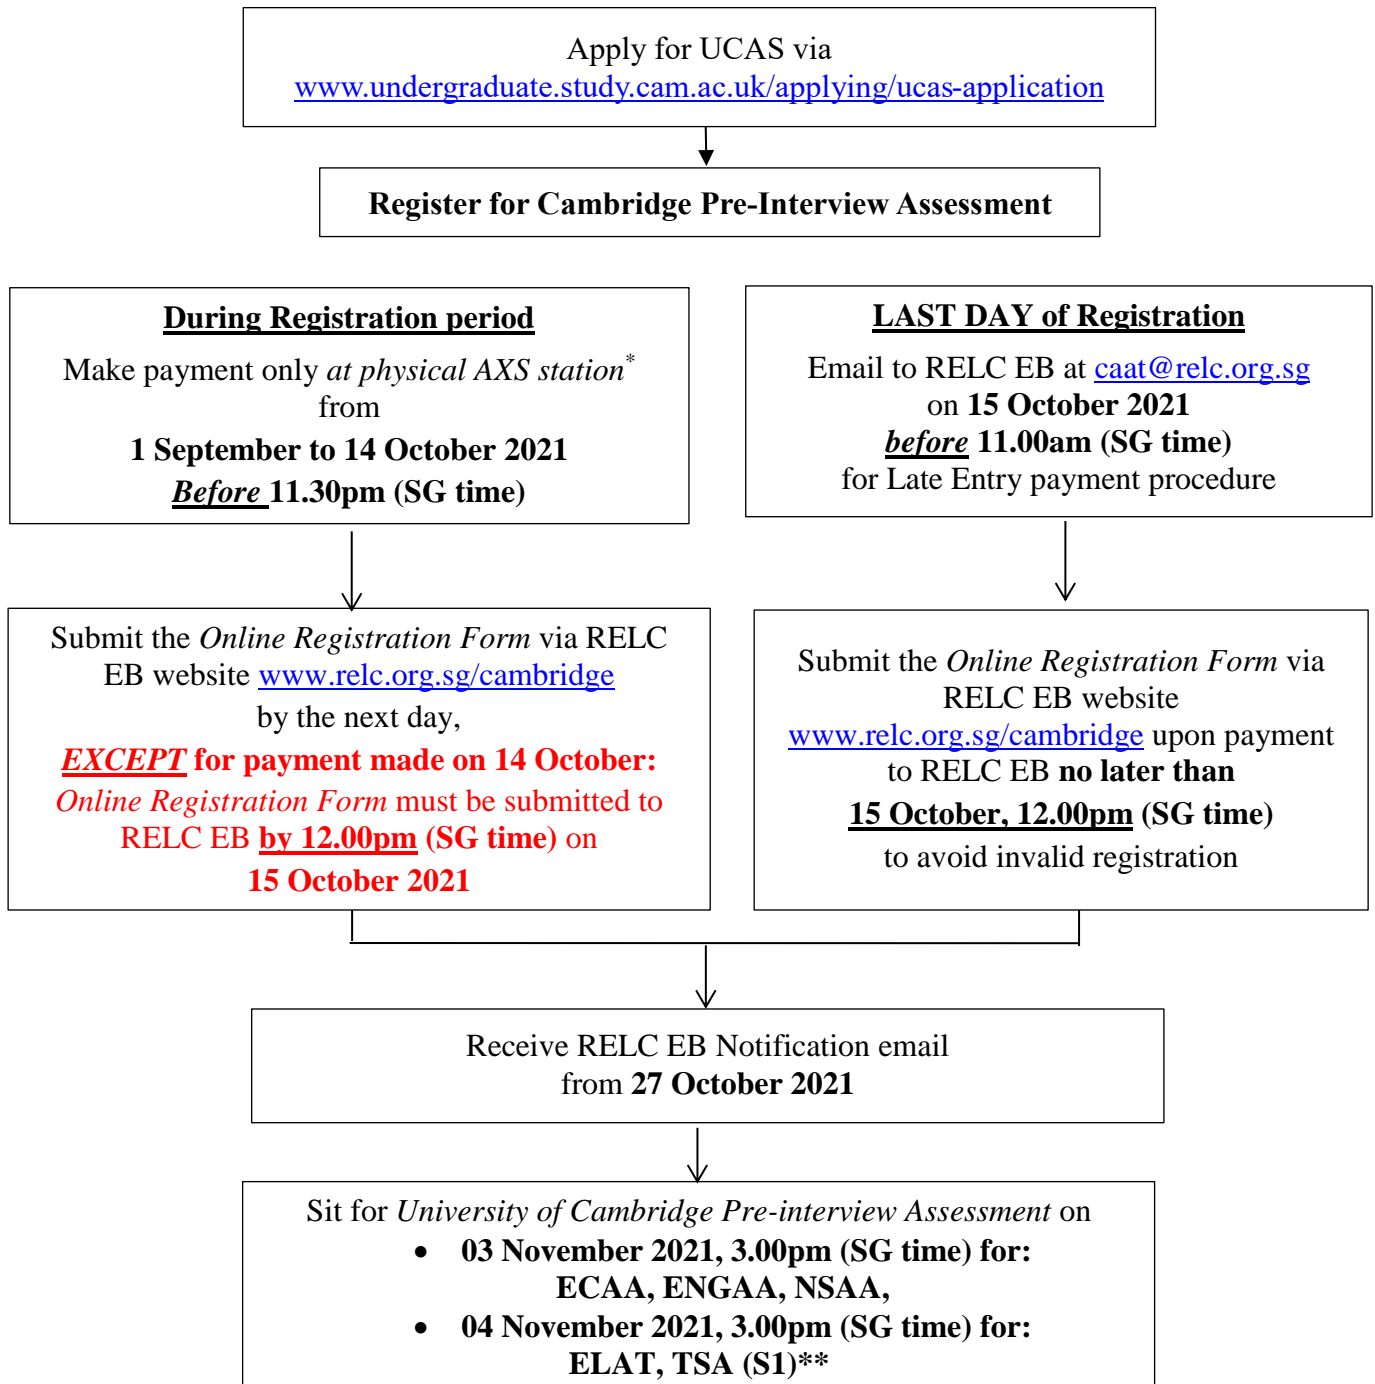 Apply for UCAS via
www.undergraduate.study.cam.ac.uk/applying/ucas-application
Register for Cambridge Pre-Interview Assessment
During Registration period
Make payment only at physical AXS station*
from
1 September to 14 October 2021
Before 11.30pm (SG time)
LAST DAY of Registration
Email to RELC EB at caat@relc.org.sg
on 15 October 2021
before 11.00am (SG time)
for Late Entry payment procedure
Submit the Online Registration Form via RELC
EB website www.relc.org.sg/cambridge
by the next day,
EXCEPT for payment made on 14 October:
Online Registration Form must be submitted to
RELC EB by 12.00pm (SG time) on
15 October 2021
Submit the Online Registration Form via
RELC EB website
www.relc.org.sg/cambridge upon payment
to RELC EB no later than
15 October, 12.00pm (SG time)
to avoid invalid registration
Receive RELC EB Notification email
from 27 October 2021
Sit for University of Cambridge Pre-interview Assessment on
• 03 November 2021, 3.00pm (SG time) for:
ECAA, ENGAA, NSAA,
• 04 November 2021, 3.00pm (SG time) for:
ELAT, TSA (S1)**